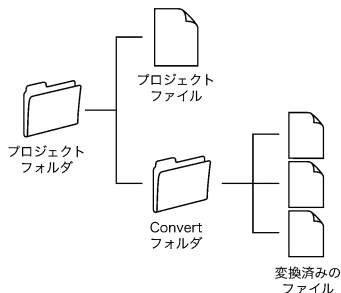 プロジェクト
ファイル
プロジェクト
フォルダ
Convert
フォルダ
変換済みの
ファイル